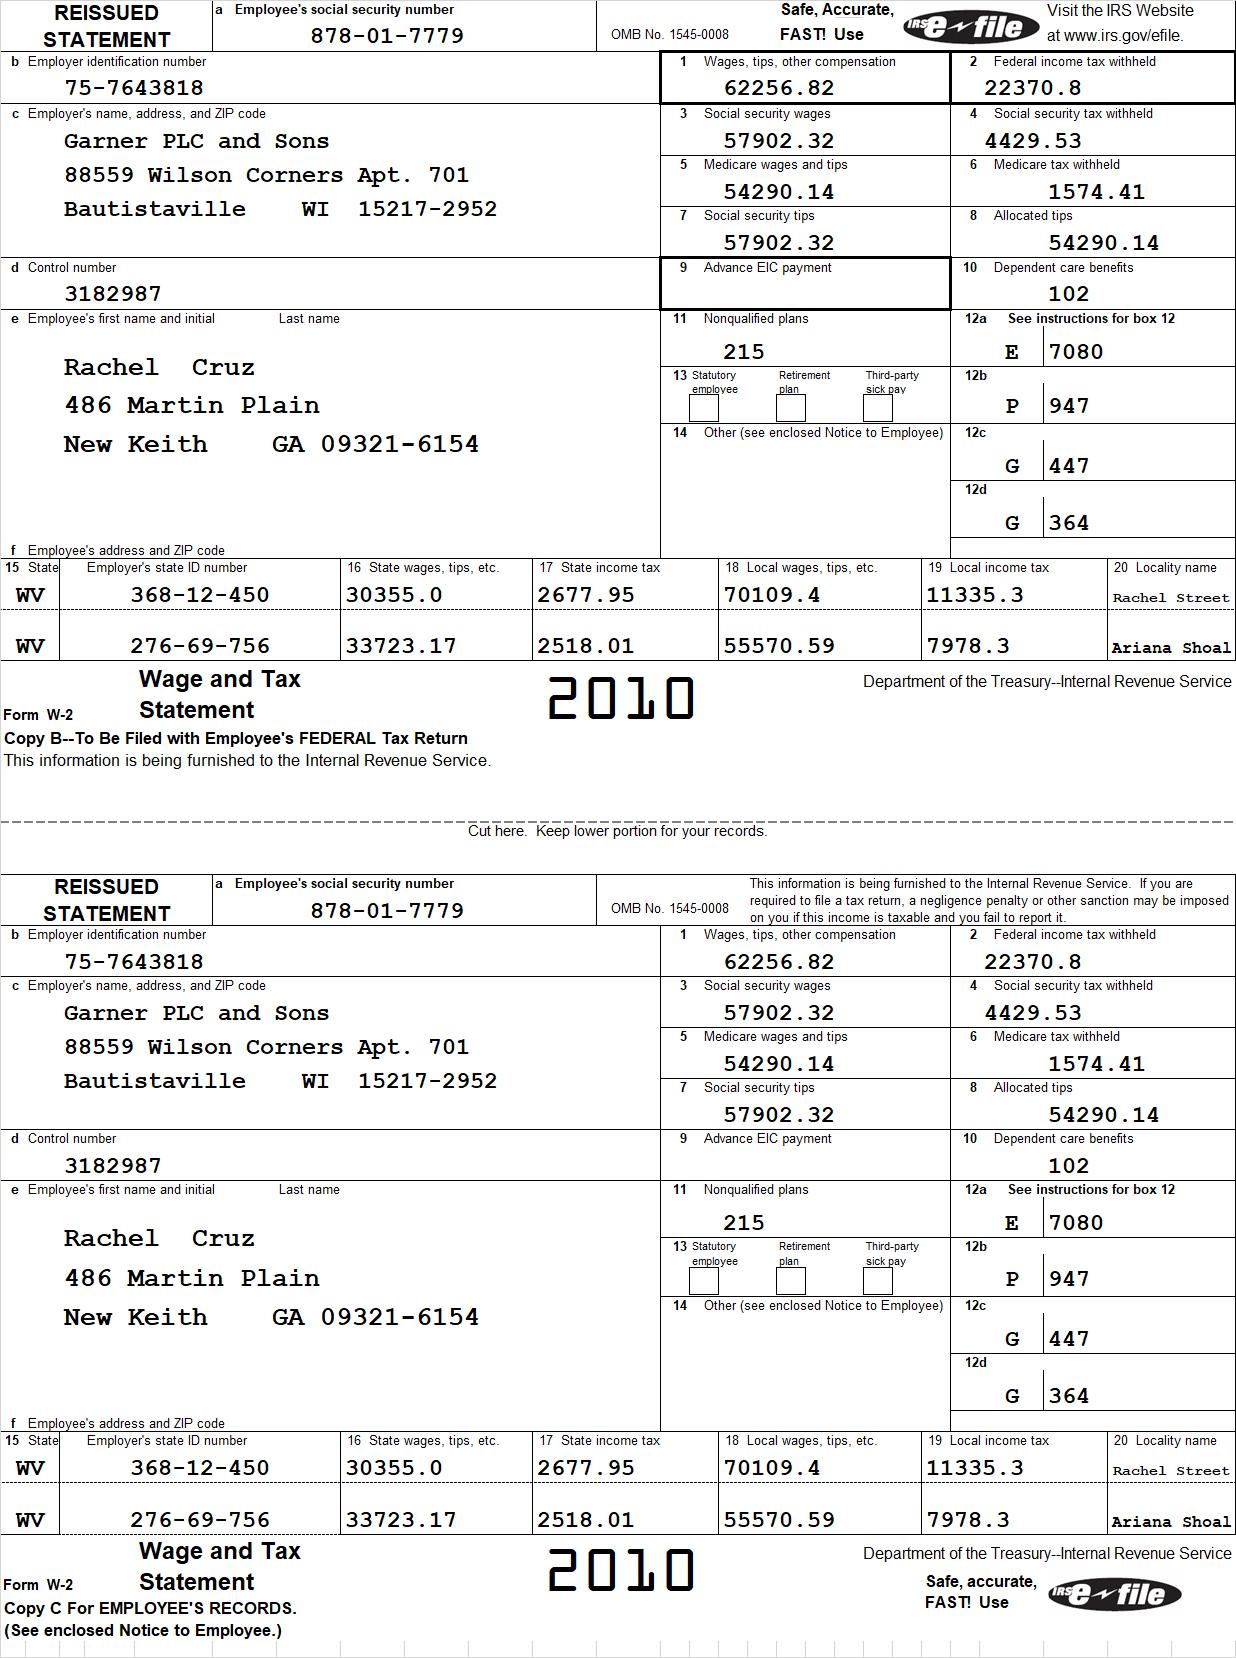 REISSUED STATEMENT
a Employee's social security number
878-01-7779
OMB No. 1545-0008
Safe, Accurate,
FAST! Use
IRS e-file
Visit the IRS Website
at www.irs.gov/efile.
b Employer identification number
75-7643818
1 Wages, tips, other compensation
62256.82
2 Federal income tax withheld
22370.8
c Employer's name, address, and ZIP code
Garner PLC and Sons
88559 Wilson Corners Apt. 701
Bautistaville WI 15217-2952
3 Social security wages
57902.32
4 Social security tax withheld
4429.53
5 Medicare wages and tips
54290.14
6 Medicare tax withheld
1574.41
7 Social security tips
57902.32
8 Allocated tips
54290.14
d Control number
3182987
9 Advance EIC payment
10 Dependent care benefits
102
e Employee's first name and initial Last name
Rachel Cruz
486 Martin Plain
New Keith GA 09321-6154
11 Nonqualified plans
215
12a See instructions for box 12
E 7080
13 Statutory employee
Retirement plan
Third-party sick pay
12b
P 947
14 Other (see enclosed Notice to Employee)
12c
G 447
12d
G 364
f Employee's address and ZIP code
15 State Employer's state ID number 16 State wages, tips, etc. 17 State income tax 18 Local wages, tips, etc. 19 Local income tax 20 Locality name
WV 368-12-450 30355.0 2677.95 70109.4 11335.3 Rachel Street
WV 276-69-756 33723.17 2518.01 55570.59 7978.3 Ariana Shoal
Form W-2
Wage and Tax
Statement
2010
Department of the Treasury--Internal Revenue Service
Copy B--To Be Filed with Employee's FEDERAL Tax Return
This information is being furnished to the Internal Revenue Service.
Cut here. Keep lower portion for your records.
REISSUED STATEMENT
a Employee's social security number
878-01-7779
OMB No. 1545-0008
This information is being furnished to the Internal Revenue Service. If you are
required to file a tax return, a negligence penalty or other sanction may be imposed
on you if this income is taxable and you fail to report it.
b Employer identification number
75-7643818
1 Wages, tips, other compensation
62256.82
2 Federal income tax withheld
22370.8
c Employer's name, address, and ZIP code
Garner PLC and Sons
88559 Wilson Corners Apt. 701
Bautistaville WI 15217-2952
3 Social security wages
57902.32
4 Social security tax withheld
4429.53
5 Medicare wages and tips
54290.14
6 Medicare tax withheld
1574.41
7 Social security tips
57902.32
8 Allocated tips
54290.14
d Control number
3182987
9 Advance EIC payment
10 Dependent care benefits
102
e Employee's first name and initial Last name
Rachel Cruz
486 Martin Plain
New Keith GA 09321-6154
11 Nonqualified plans
215
12a See instructions for box 12
E 7080
13 Statutory employee
Retirement plan
Third-party sick pay
12b
P 947
14 Other (see enclosed Notice to Employee)
12c
G 447
12d
G 364
f Employee's address and ZIP code
15 State Employer's state ID number 16 State wages, tips, etc. 17 State income tax 18 Local wages, tips, etc. 19 Local income tax 20 Locality name
WV 368-12-450 30355.0 2677.95 70109.4 11335.3 Rachel Street
WV 276-69-756 33723.17 2518.01 55570.59 7978.3 Ariana Shoal
Form W-2
Wage and Tax
Statement
2010
Department of the Treasury--Internal Revenue Service
Safe, accurate,
FAST! Use
IRS e-file
Copy C For EMPLOYEE'S RECORDS.
(See enclosed Notice to Employee.)